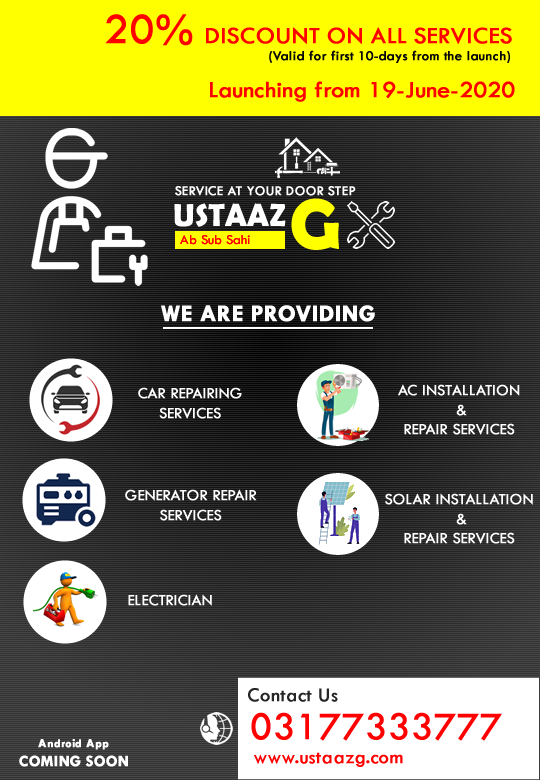 20% DISCOUNT ON ALL SERVICES
(Valid for first 10-days from the launch)
Launching from 19-June-2020
SERVICE AT YOUR DOOR STEP
USTAAZ G
Ab Sub Sahi
WE ARE PROVIDING
CAR REPAIRING
SERVICES
AC INSTALLATION
&
REPAIR SERVICES
GENERATOR REPAIR
SERVICES
SOLAR INSTALLATION
&
REPAIR SERVICES
ELECTRICIAN
Android App
COMING SOON
Contact Us
03177333777
www.ustaazg.com